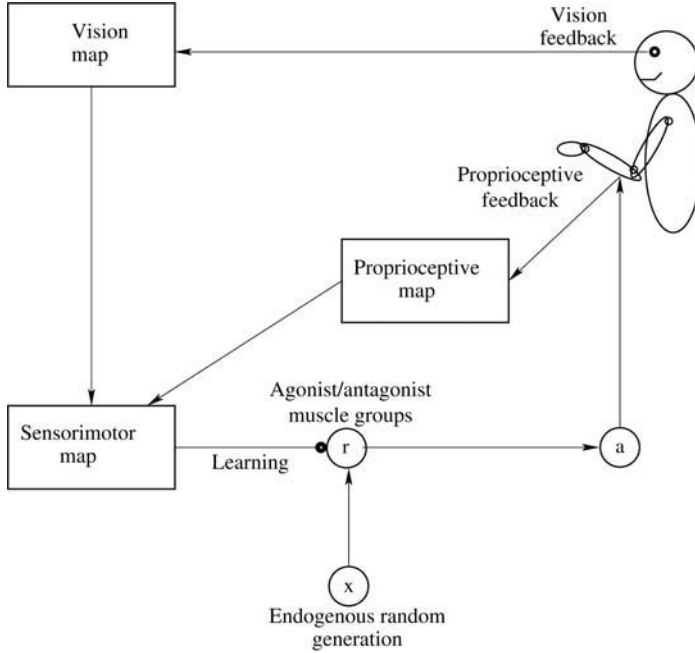 Vision
map
Vision
feedback
Proprioceptive
feedback
Proprioceptive
map
Agonist/antagonist
muscle groups
Sensorimotor
map
Learning
r
a
x
Endogenous random
generation